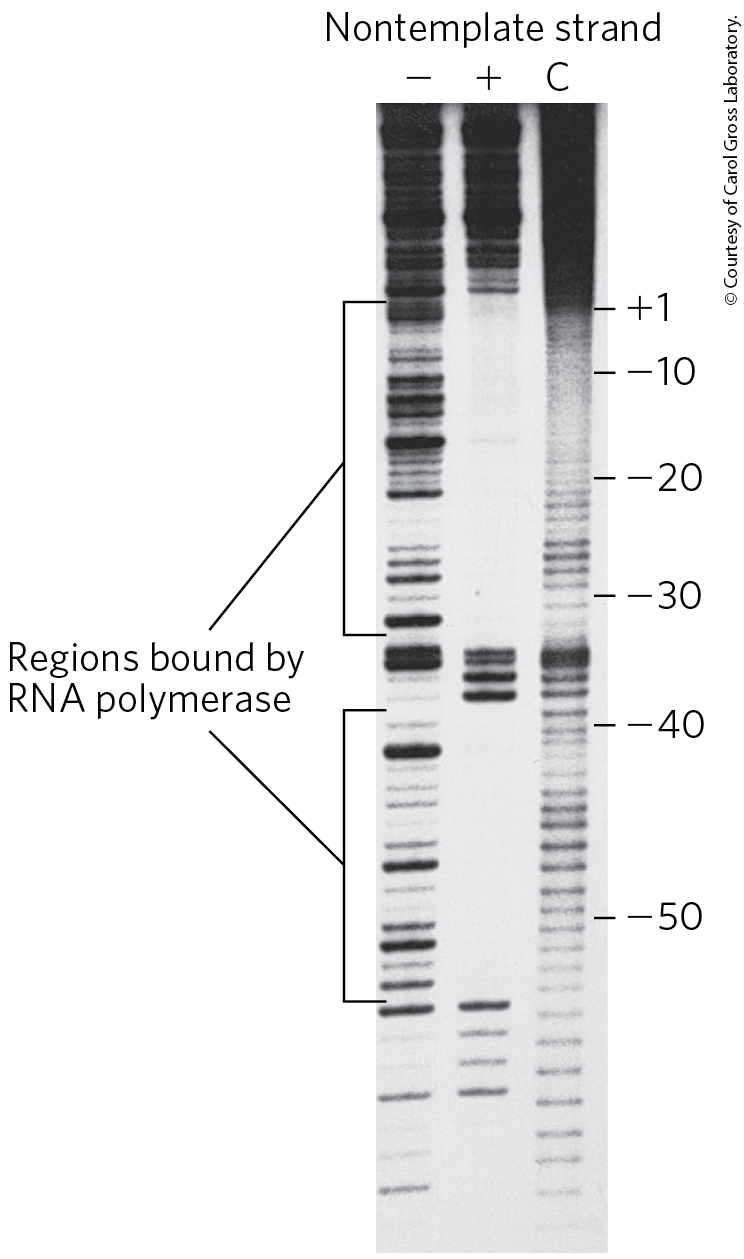 Nontemplate strand
− + C
+1
−10
−20
−30
Regions bound by
RNA polymerase
−40
−50
© Courtesy of Carol Gross Laboratory.